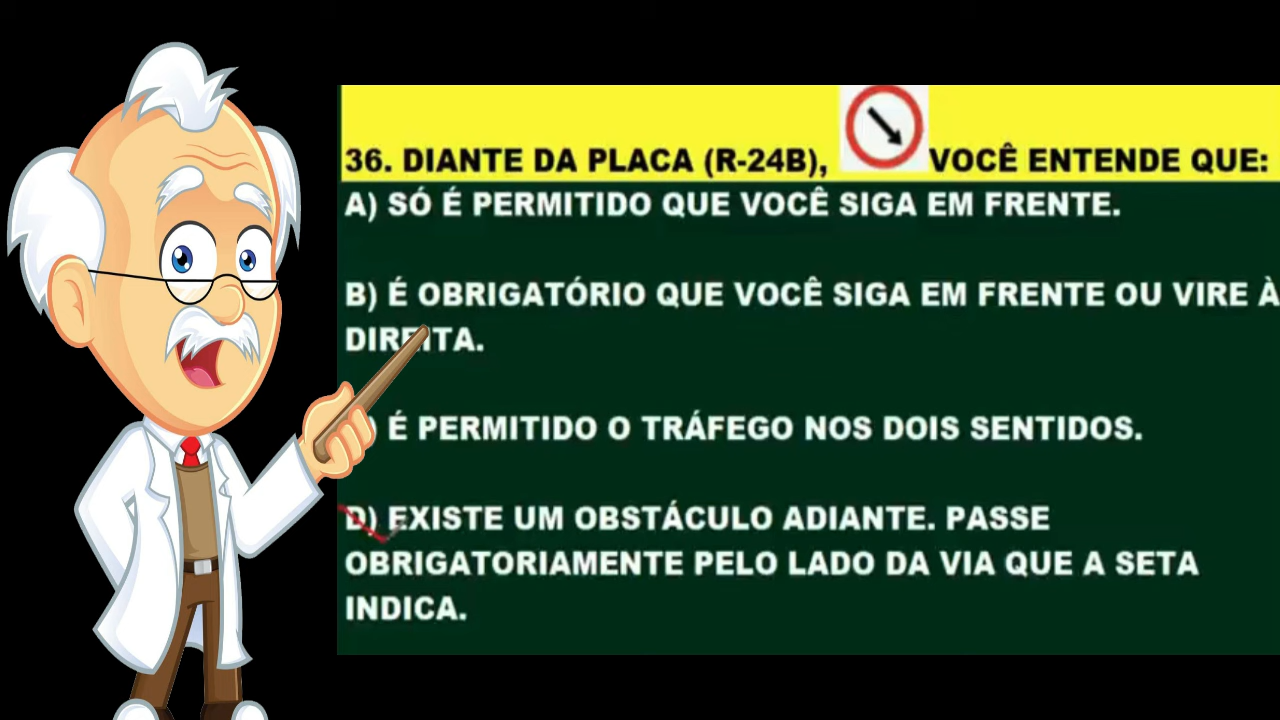 36. DIANTE DA PLACA (R-24B), VOCÊ ENTENDE QUE:
A) SÓ É PERMITIDO QUE VOCÊ SIGA EM FRENTE.
B) É OBRIGATÓRIO QUE VOCÊ SIGA EM FRENTE OU VIRE À
DIREITA.
) É PERMITIDO O TRÁFEGO NOS DOIS SENTIDOS.
D) EXISTE UM OBSTÁCULO ADIANTE. PASSE
OBRIGATORIAMENTE PELO LADO DA VIA QUE A SETA
INDICA.